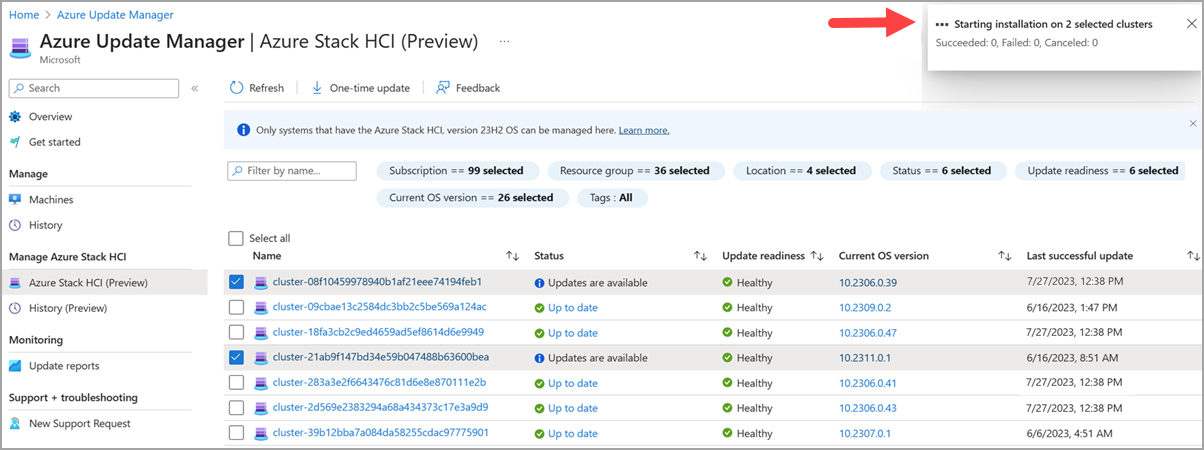 Home > Azure Update Manager
Azure Update Manager | Azure Stack HCI (Preview) ...
Microsoft
Starting installation on 2 selected clusters
Succeeded: 0, Failed: 0, Canceled: 0
Search
Overview
Get started
Manage
Machines
History
Manage Azure Stack HCI
Azure Stack HCI (Preview)
History (Preview)
Monitoring
Update reports
Support + troubleshooting
New Support Request
Refresh One-time update Feedback
Only systems that have the Azure Stack HCI, version 23H2 OS can be managed here. Learn more.
Filter by name... Subscription == 99 selected Resource group == 36 selected Location == 4 selected Status == 6 selected Update readiness == 6 selected
Current OS version == 26 selected Tags : All
Select all
Name Status Update readiness Current OS version Last successful update
cluster-08f10459978940b1af21eee74194feb1 Updates are available Healthy 10.2306.0.39 7/27/2023, 12:38 PM
cluster-09cbae13c2584dc3bb2c5be569a124ac Up to date Healthy 10.2309.0.2 6/16/2023, 1:47 PM
cluster-18fa3cb2c9ed4659ad5ef8614d6e9949 Up to date Healthy 10.2306.0.47 7/27/2023, 12:38 PM
cluster-21ab9f147bd34e59b047488b63600bea Updates are available Healthy 10.2311.0.1 6/16/2023, 8:51 AM
cluster-283a3e2f6643476c81d6e8e870111e2b Up to date Healthy 10.2306.0.41 7/27/2023, 12:38 PM
cluster-2d569e2383294a68a434373c17e3a9d9 Up to date Healthy 10.2306.0.43 7/27/2023, 12:38 PM
cluster-39b12bba7a084da58255cdac97775901 Up to date Healthy 10.2307.0.1 6/6/2023, 4:51 AM